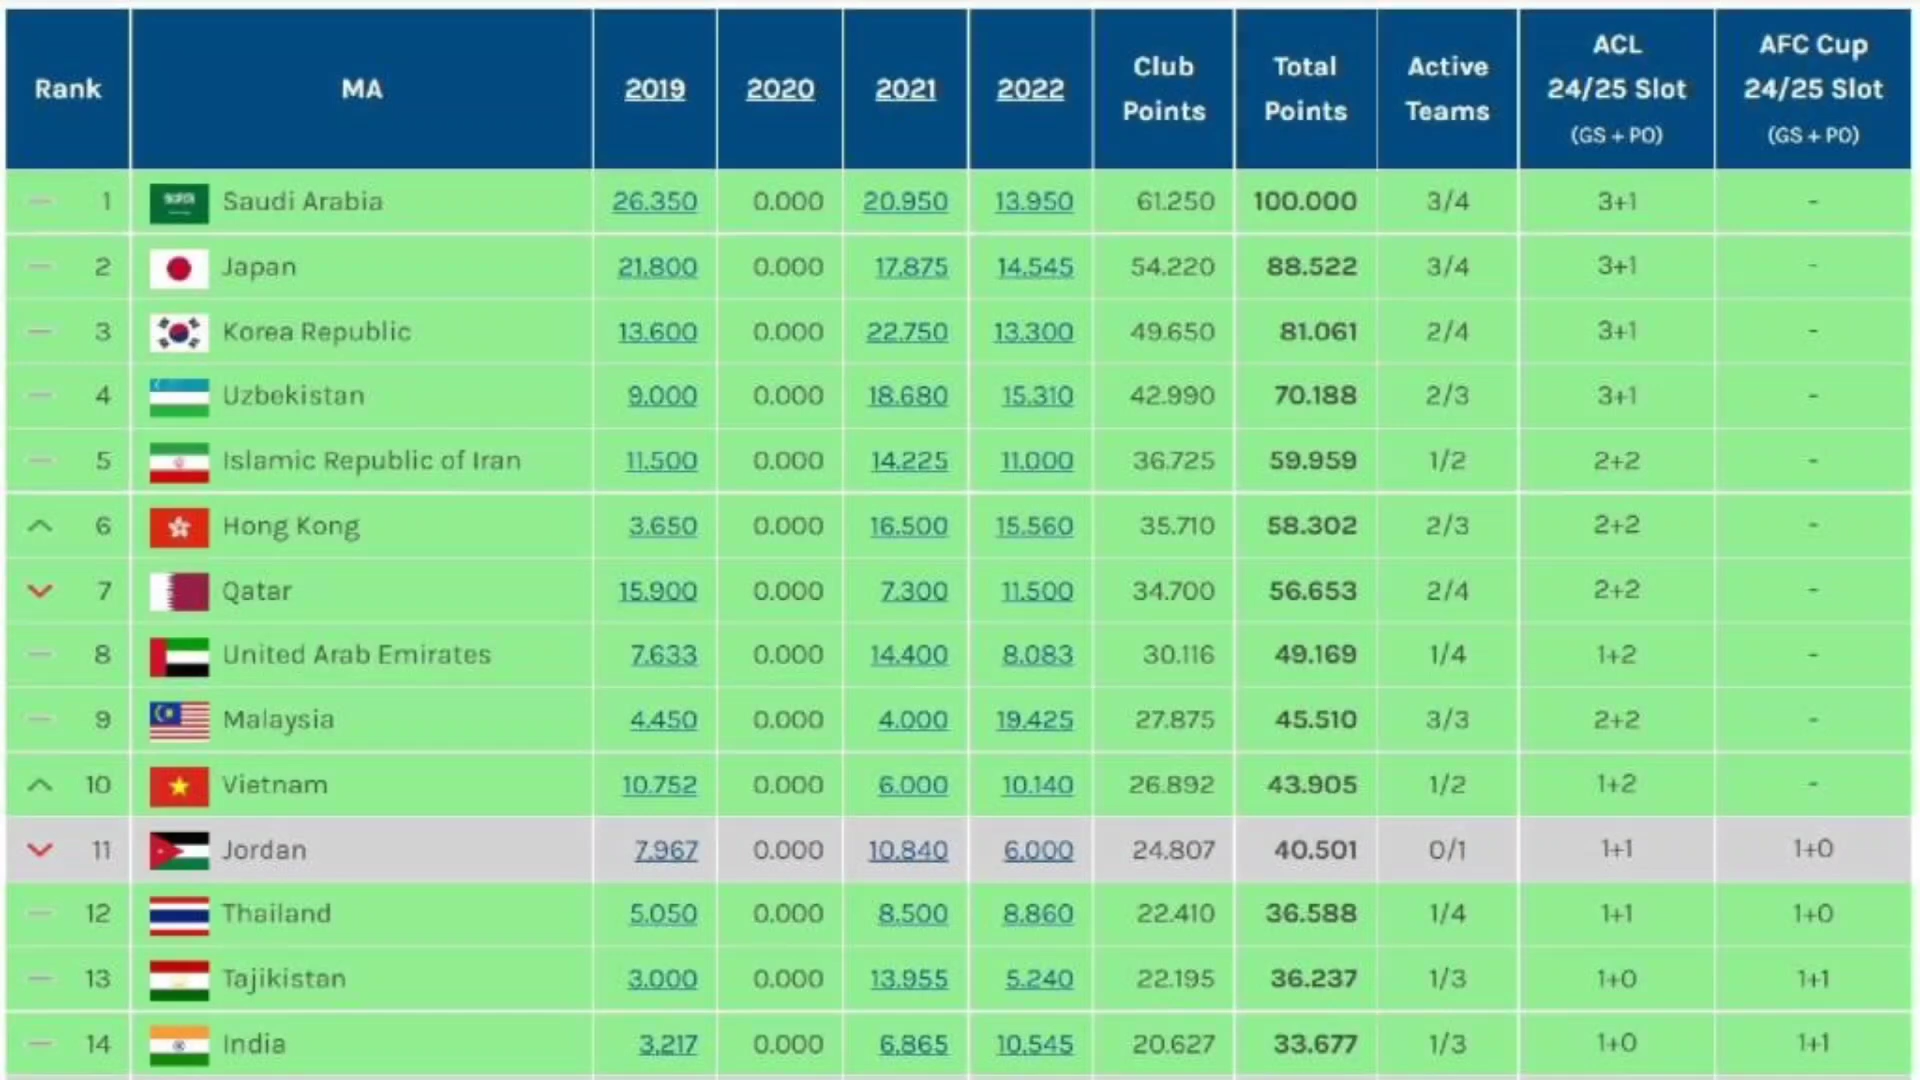 Rank MA 2019 2020 2021 2022 Club Points Total Points Active Teams ACL 24/25 Slot (GS + PO) AFC Cup 24/25 Slot (GS + PO)
1 Saudi Arabia 26.350 0.000 20.950 13.950 61.250 100.000 3/4 3+1 -
2 Japan 21.800 0.000 17.875 14.545 54.220 88.522 3/4 3+1 -
3 Korea Republic 13.600 0.000 22.750 13.300 49.650 81.061 2/4 3+1 -
4 Uzbekistan 9.000 0.000 18.680 15.310 42.990 70.188 2/3 3+1 -
5 Islamic Republic of Iran 11.500 0.000 14.225 11.000 36.725 59.959 1/2 2+2 -
6 Hong Kong 3.650 0.000 16.500 15.560 35.710 58.302 2/3 2+2 -
7 Qatar 15.900 0.000 7.300 11.500 34.700 56.653 2/4 2+2 -
8 United Arab Emirates 7.633 0.000 14.400 8.083 30.116 49.169 1/4 1+2 -
9 Malaysia 4.450 0.000 4.000 19.425 27.875 45.510 3/3 2+2 -
10 Vietnam 10.752 0.000 6.000 10.140 26.892 43.905 1/2 1+2 -
11 Jordan 7.967 0.000 10.840 6.000 24.807 40.501 0/1 1+1 1+0
12 Thailand 5.050 0.000 8.500 8.860 22.410 36.588 1/4 1+1 1+0
13 Tajikistan 3.000 0.000 13.955 5.240 22.195 36.237 1/3 1+0 1+1
14 India 3.217 0.000 6.865 10.545 20.627 33.677 1/3 1+0 1+1